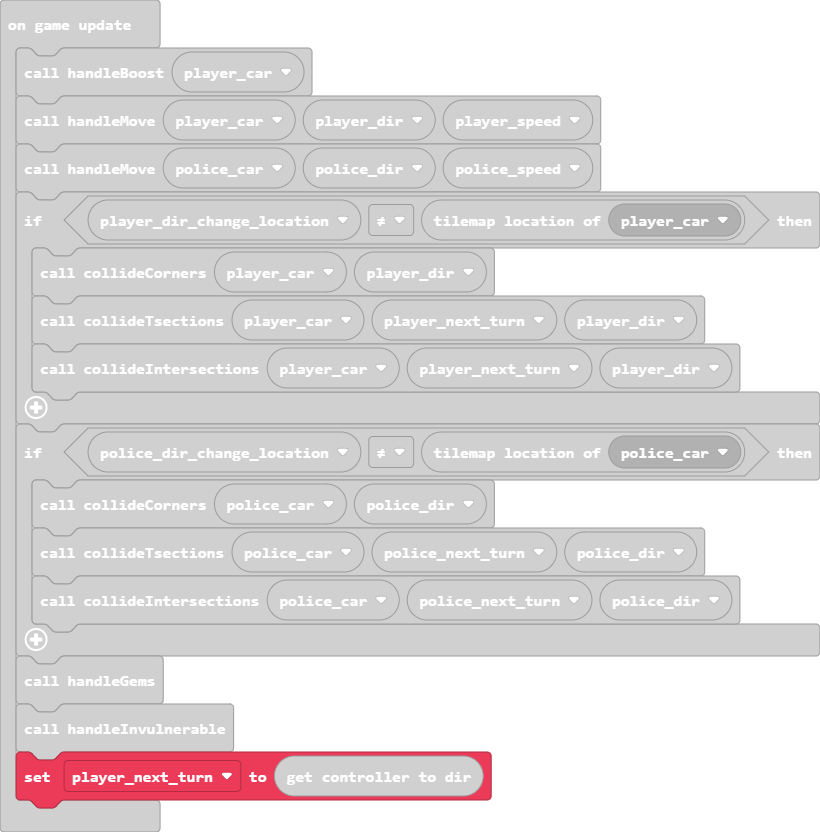 on game update
call handleBoost player_car
call handleMove player_car player_dir player_speed
call handleMove police_car police_dir police_speed
if player_dir_change_location ≠ tilemap location of player_car then
call collideCorners player_car player_dir
call collideTsections player_car player_next_turn player_dir
call collideIntersections player_car player_next_turn player_dir
if police_dir_change_location ≠ tilemap location of police_car then
call collideCorners police_car police_dir
call collideTsections police_car police_next_turn police_dir
call collideIntersections police_car police_next_turn police_dir
call handleGems
call handleInvulnerable
set player_next_turn to get controller to dir